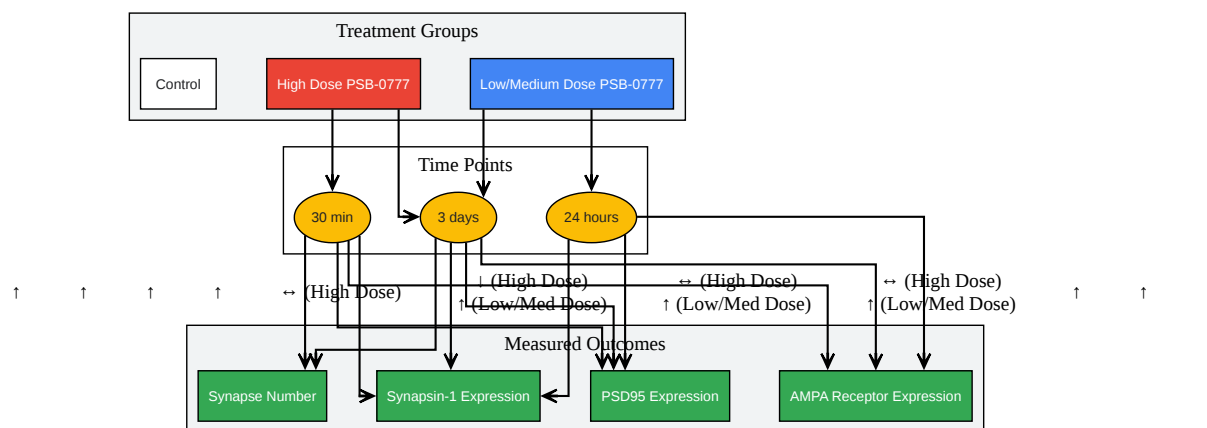 Treatment Groups
Control
High Dose PSB-0777
Low/Medium Dose PSB-0777
Time Points
30 min
3 days
24 hours
↑ ↑ ↑ ↑ ↔ (High Dose)
↓ (High Dose)
↑ (Low/Med Dose)
↔ (High Dose)
↑ (Low/Med Dose)
↔ (High Dose)
↑ (Low/Med Dose)
↑ ↑
Measured Outcomes
Synapse Number
Synapsin-1 Expression
PSD95 Expression
AMPA Receptor Expression